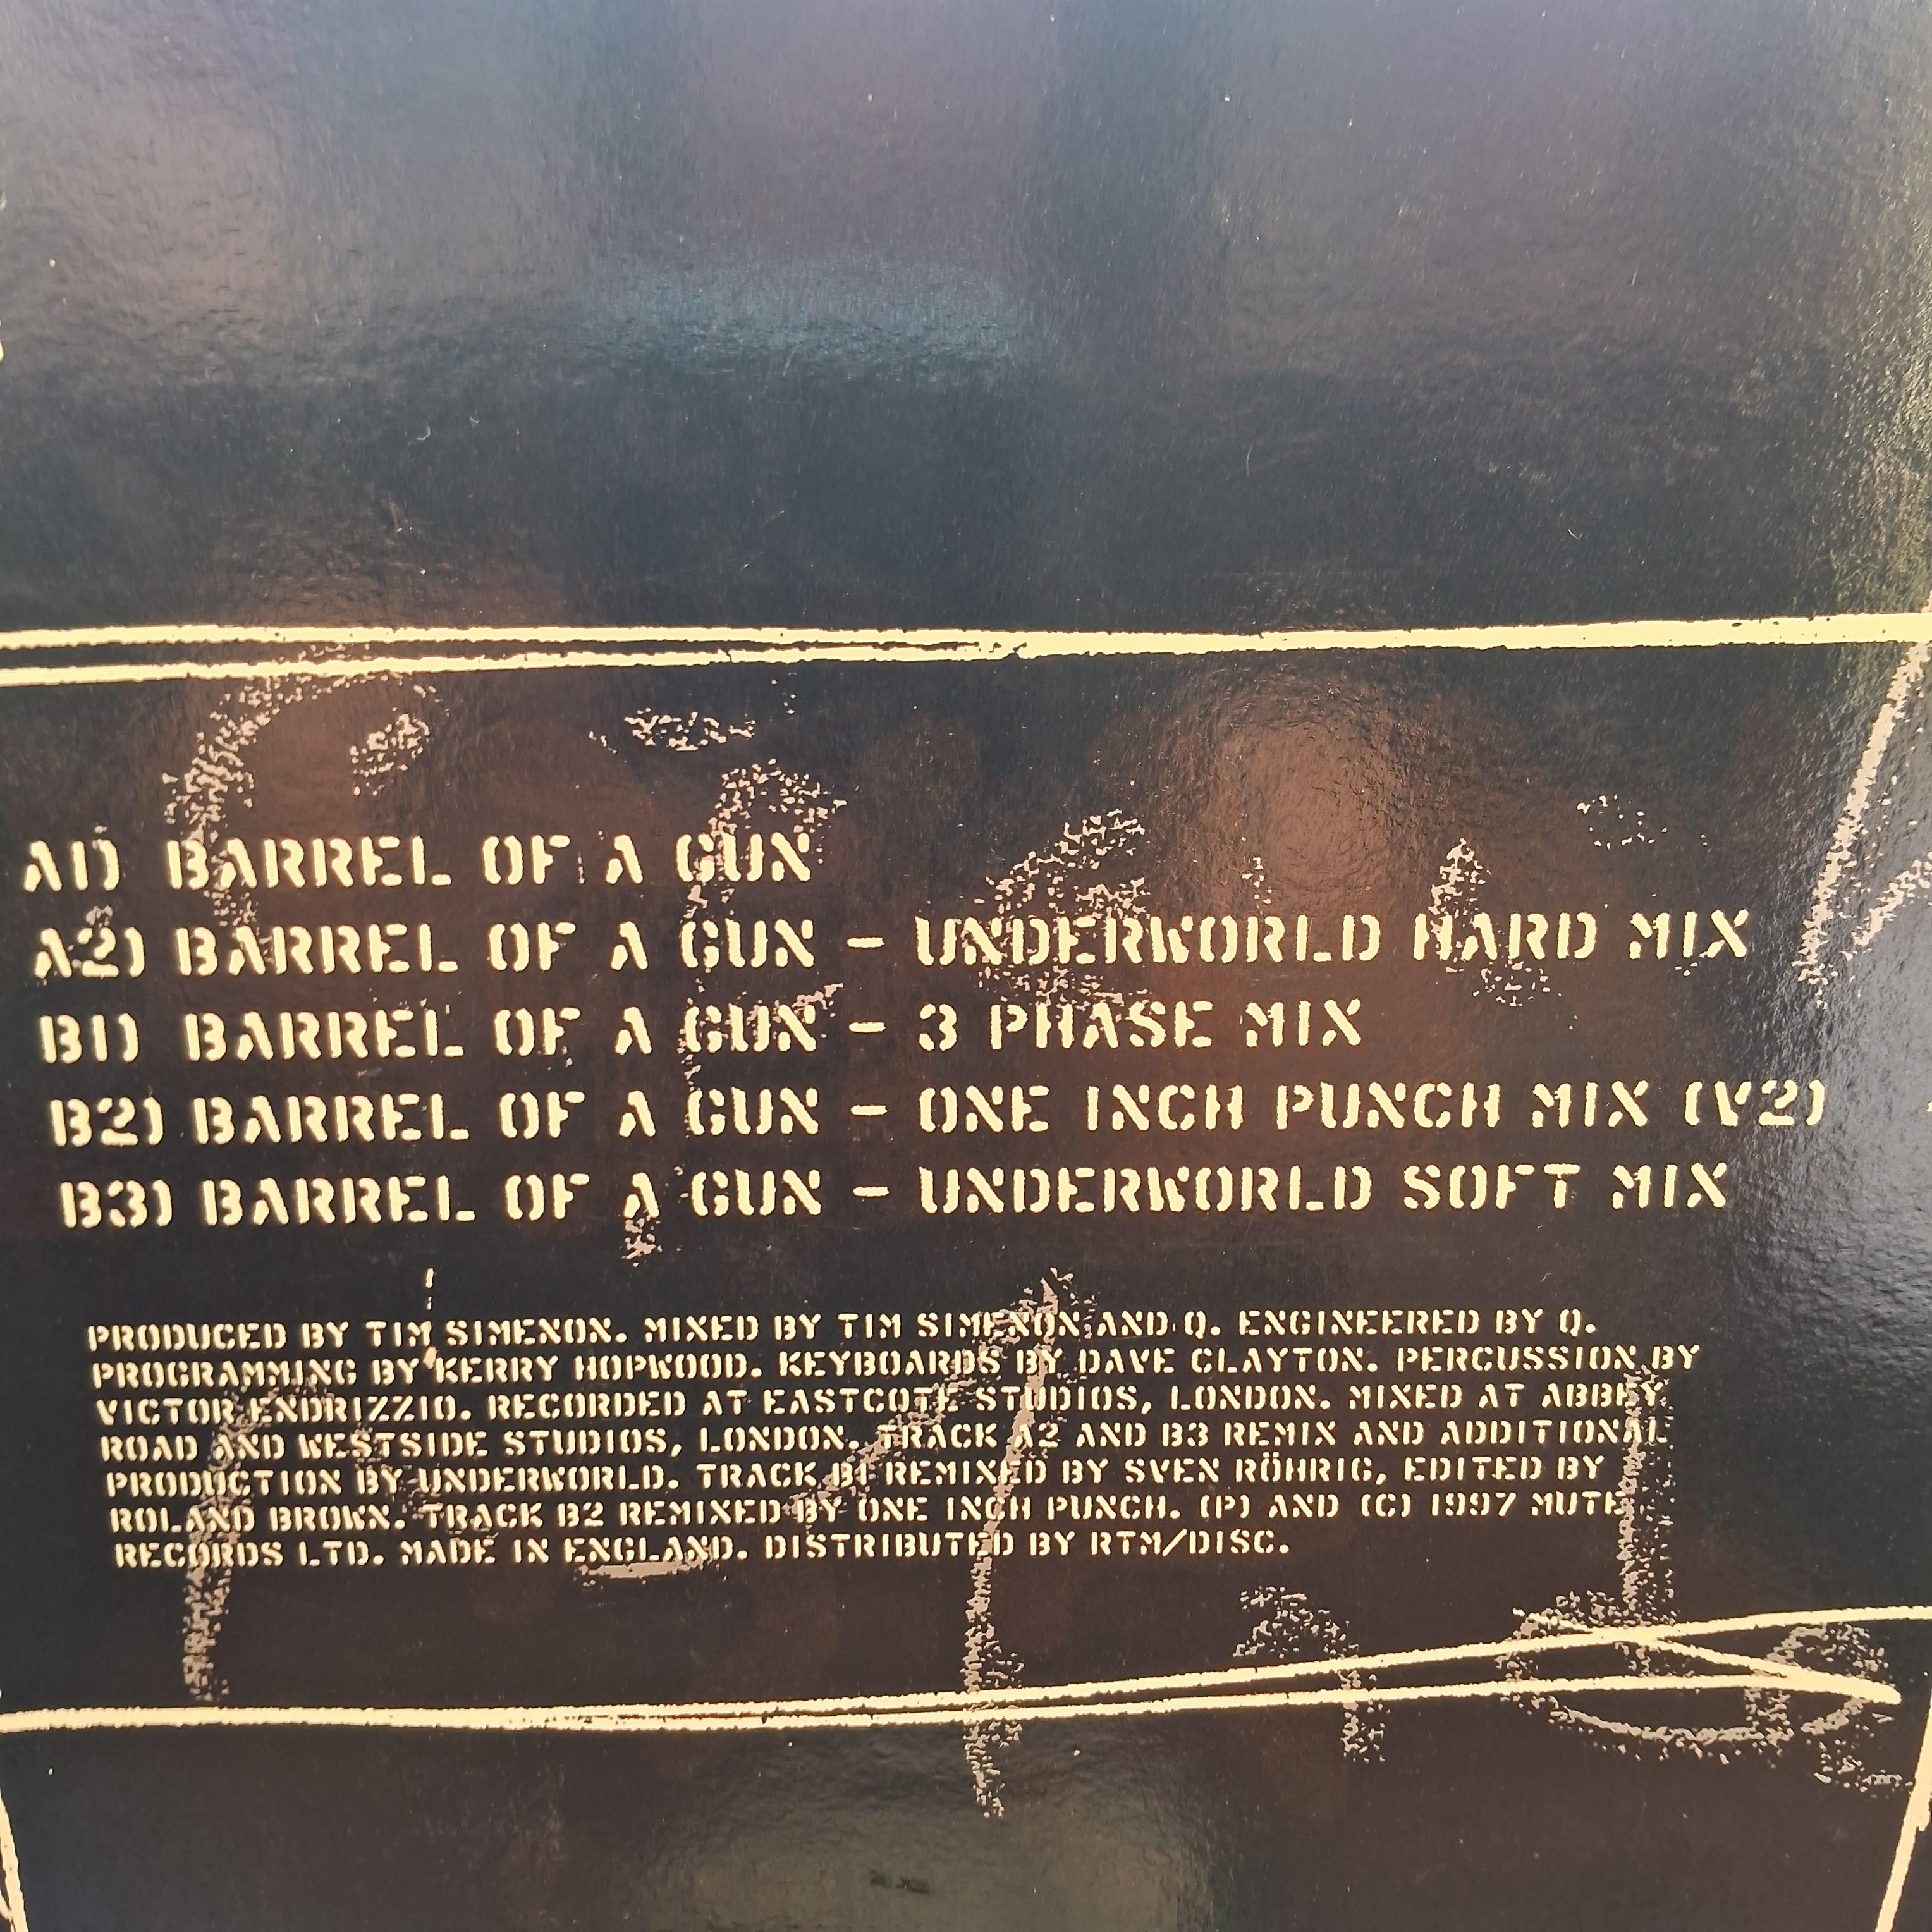 A1) BARREL OF A GUN
A2) BARREL OF A GUN – UNDERWORLD HARD MIX
B1) BARREL OF A GUN – 3 PHASE MIX
B2) BARREL OF A GUN – ONE INCH PUNCH MIX (V2)
B3) BARREL OF A GUN – UNDERWORLD SOFT MIX
PRODUCED BY TIM SIMENON. MIXED BY TIM SIMENON AND Q. ENGINEERED BY Q.
PROGRAMMING BY KERRY HOPWOOD. KEYBOARDS BY DAVE CLAYTON. PERCUSSION BY
VICTOR ENDRIZZIO. RECORDED AT EASTCOTE STUDIOS, LONDON. MIXED AT ABBEY
ROAD AND WESTSIDE STUDIOS, LONDON. TRACK A2 AND B3 REMIX AND ADDITIONAL
PRODUCTION BY UNDERWORLD. TRACK B1 REMIXED BY SVEN RÖHRIG, EDITED BY
ROLAND BROWN. TRACK B2 REMIXED BY ONE INCH PUNCH. (P) AND (C) 1997 MUTE
RECORDS LTD. MADE IN ENGLAND. DISTRIBUTED BY RTM/DISC.